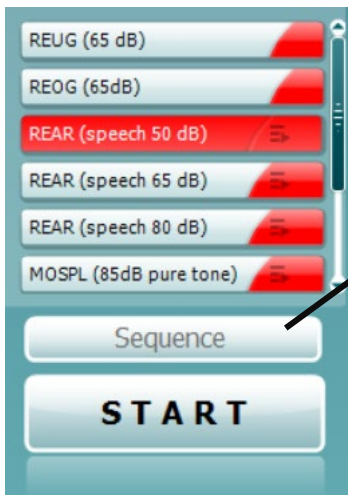 REUG (65 dB)
REOG (65dB)
REAR (speech 50 dB)
REAR (speech 65 dB)
REAR (speech 80 dB)
MOSPL (85dB pure tone)
Sequence
START